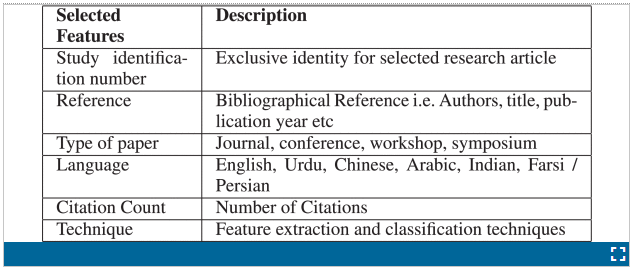 Selected Features Description
Study identifica-tion number Exclusive identity for selected research article
Reference Bibliographical Reference i.e. Authors, title, pub-lication year etc
Type of paper Journal, conference, workshop, symposium
Language English, Urdu, Chinese, Arabic, Indian, Farsi / Persian
Citation Count Number of Citations
Technique Feature extraction and classification techniques